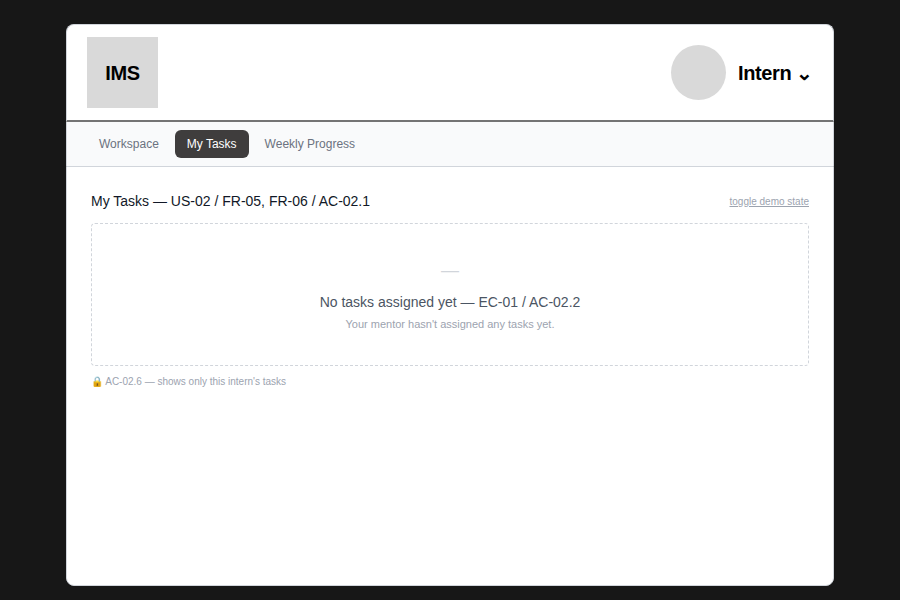 IMS
Intern
Workspace
My Tasks
Weekly Progress
My Tasks — US-02 / FR-05, FR-06 / AC-02.1
toggle demo state
—
No tasks assigned yet — EC-01 / AC-02.2
Your mentor hasn't assigned any tasks yet.
🔒 AC-02.6 — shows only this intern's tasks